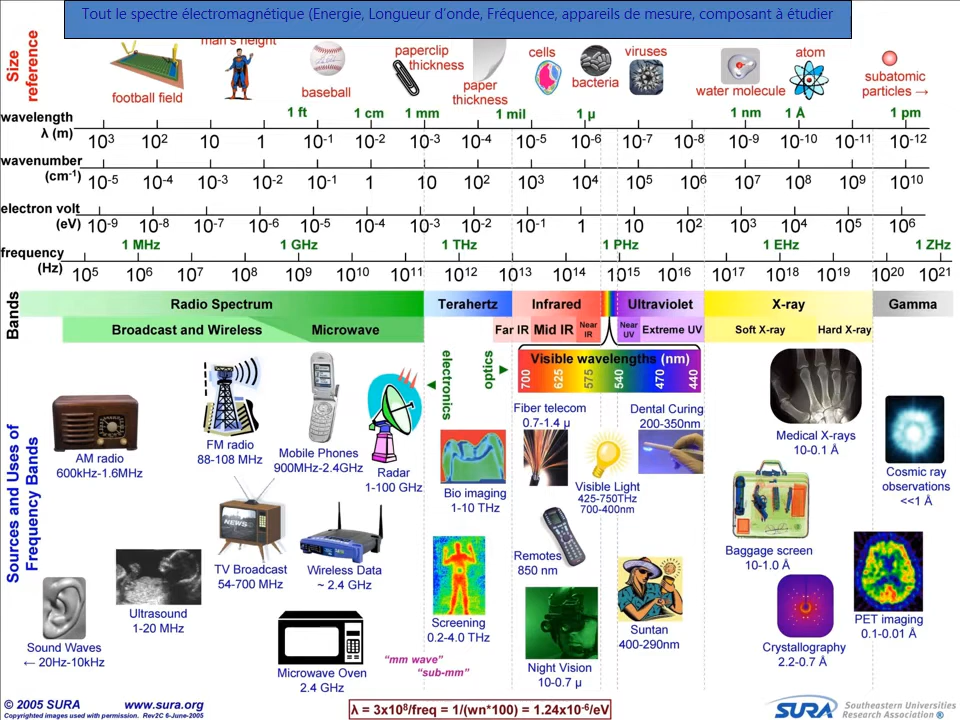 Tout le spectre électromagnétique (Energie, Longueur d'onde, Fréquence, appareils de mesure, composant à étudier
Size reference
football field
man's height
baseball
paperclip thickness
paper thickness
cells
bacteria
viruses
water molecule
atom
subatomic particles →
1 ft 1 cm 1 mm 1 mil 1 µ 1 nm 1 Å 1 pm
wavelength λ (m)
10³ 10² 10 1 10⁻¹ 10⁻² 10⁻³ 10⁻⁴ 10⁻⁵ 10⁻⁶ 10⁻⁷ 10⁻⁸ 10⁻⁹ 10⁻¹⁰ 10⁻¹¹ 10⁻¹²
wavenumber (cm⁻¹)
10⁻⁵ 10⁻⁴ 10⁻³ 10⁻² 10⁻¹ 1 10 10² 10³ 10⁴ 10⁵ 10⁶ 10⁷ 10⁸ 10⁹ 10¹⁰
electron volt (eV)
10⁻⁹ 10⁻⁸ 10⁻⁷ 10⁻⁶ 10⁻⁵ 10⁻⁴ 10⁻³ 10⁻² 10⁻¹ 1 10 10² 10³ 10⁴ 10⁵ 10⁶
1 MHz 1 GHz 1 THz 1 PHz 1 EHz 1 ZHz
frequency (Hz)
10⁵ 10⁶ 10⁷ 10⁸ 10⁹ 10¹⁰ 10¹¹ 10¹² 10¹³ 10¹⁴ 10¹⁵ 10¹⁶ 10¹⁷ 10¹⁸ 10¹⁹ 10²⁰ 10²¹
Bands
Radio Spectrum Terahertz Infrared Ultraviolet X-ray Gamma
Broadcast and Wireless Microwave Far IR Mid IR Near IR Near UV Extreme UV Soft X-ray Hard X-ray
electronics
optics
Visible wavelengths (nm)
700 625 575 540 470 440
Sources and Uses of Frequency Bands
AM radio
600kHz-1.6MHz
FM radio
88-108 MHz
Mobile Phones
900MHz-2.4GHz
Radar
1-100 GHz
Bio imaging
1-10 THz
Fiber telecom
0.7-1.4 µ
Visible Light
425-750THz
700-400nm
Dental Curing
200-350nm
Medical X-rays
10-0.1 Å
Cosmic ray
observations
<<1 Å
NEWS
TV Broadcast
54-700 MHz
Wireless Data
~ 2.4 GHz
Remotes
850 nm
Baggage screen
10-1.0 Å
Sound Waves
← 20Hz-10kHz
Ultrasound
1-20 MHz
Microwave Oven
2.4 GHz
Screening
0.2-4.0 THz
"mm wave"
"sub-mm"
Night Vision
10-0.7 µ
Suntan
400-290nm
Crystallography
2.2-0.7 Å
PET imaging
0.1-0.01 Å
© 2005 SURA www.sura.org
Copyrighted images used with permission. Rev2C 6-June-2005
λ = 3x10⁸/freq = 1/(wn*100) = 1.24x10⁻⁶/eV
SURA Southeastern Universities
Research Association ®